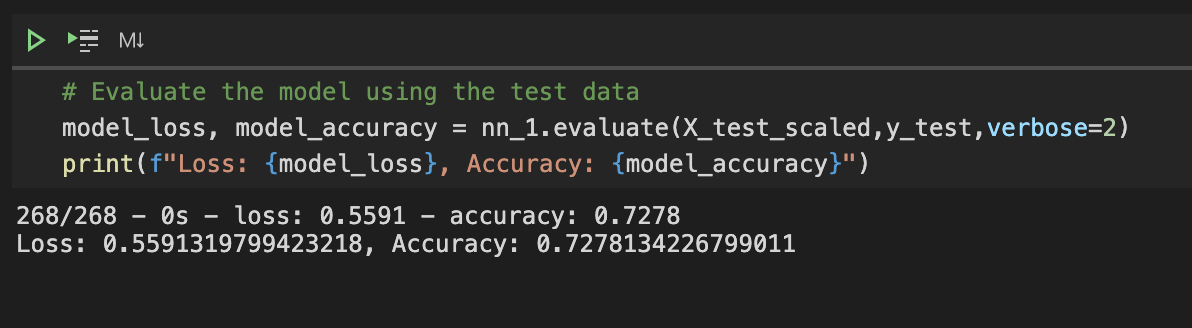 M↓
# Evaluate the model using the test data
model_loss, model_accuracy = nn_1.evaluate(X_test_scaled,y_test,verbose=2)
print(f"Loss: {model_loss}, Accuracy: {model_accuracy}")
268/268 - 0s - loss: 0.5591 - accuracy: 0.7278
Loss: 0.5591319799423218, Accuracy: 0.7278134226799011